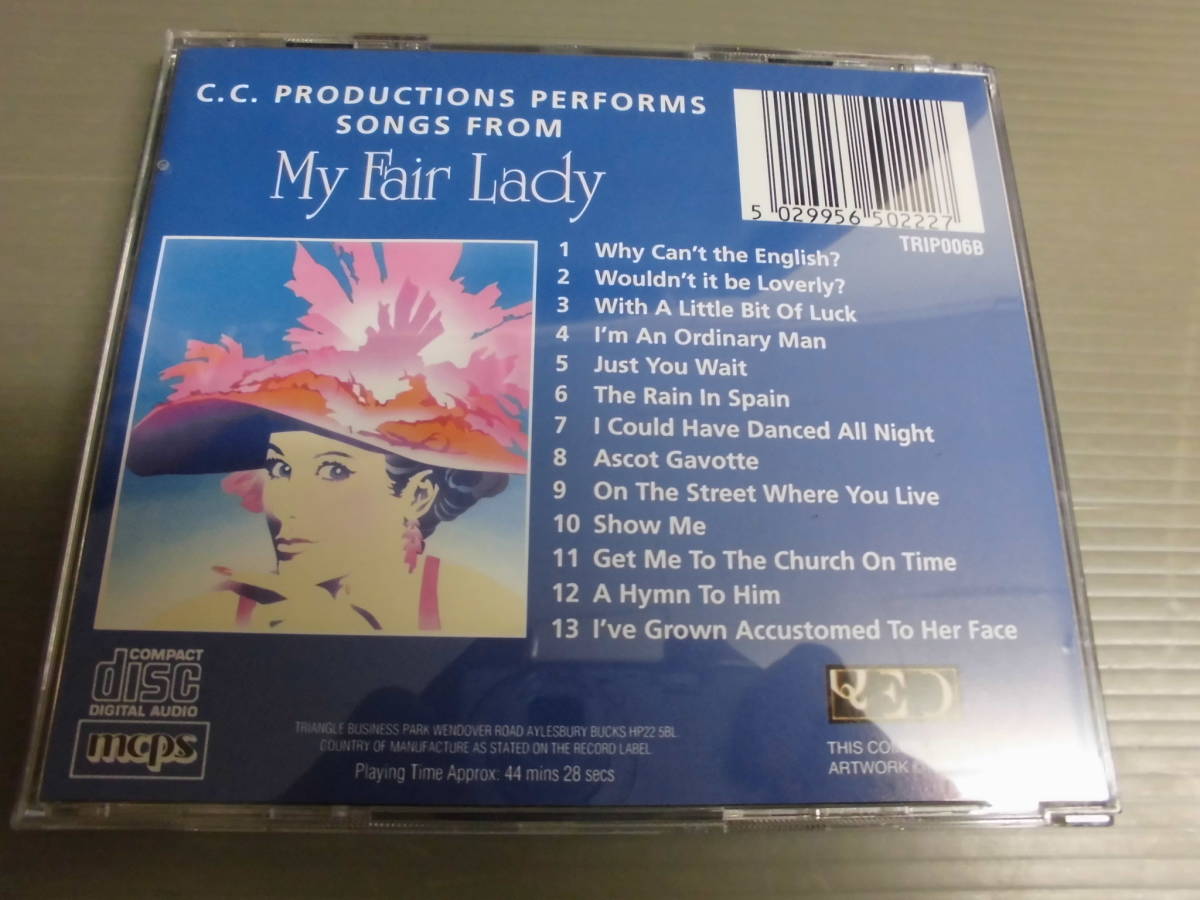 C.C. PRODUCTIONS PERFORMS
SONGS FROM
My Fair Lady
5 029956 502227
TRIP006B
1 Why Can't the English?
2 Wouldn't it be Loverly?
3 With A Little Bit Of Luck
4 I'm An Ordinary Man
5 Just You Wait
6 The Rain In Spain
7 I Could Have Danced All Night
8 Ascot Gavotte
9 On The Street Where You Live
10 Show Me
11 Get Me To The Church On Time
12 A Hymn To Him
13 I've Grown Accustomed To Her Face
COMPACT
disc
DIGITAL AUDIO
mcps
TRIANGLE BUSINESS PARK WENDOVER ROAD AYLESBURY BUCKS HP22 5BL.
COUNTRY OF MANUFACTURE AS STATED ON THE RECORD LABEL
Playing Time Approx: 44 mins 28 secs
QED
THIS
ARTWORK